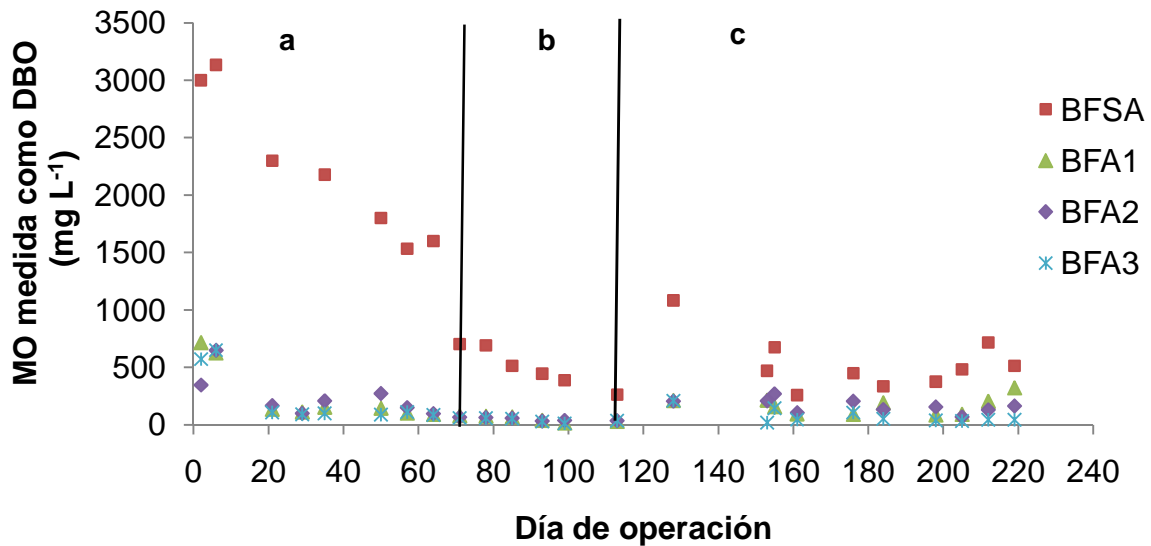 MO medida como DBO
(mg L-1)
3500
3000
2500
2000
1500
1000
500
0
a
b
c
BFSA
BFA1
BFA2
BFA3
0 20 40 60 80 100 120 140 160 180 200 220 240
Día de operación